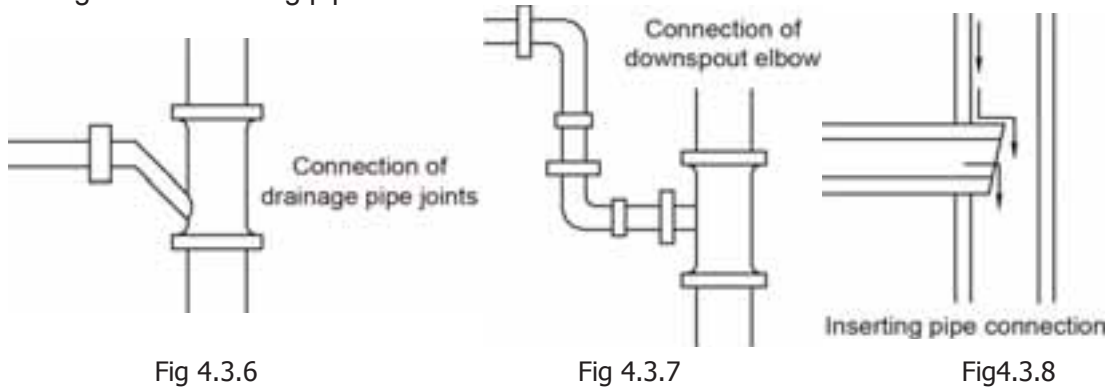 Connection of
downspout elbow
Connection of
drainage pipe joints
Inserting pipe connection
Fig 4.3.6
Fig 4.3.7
Fig4.3.8